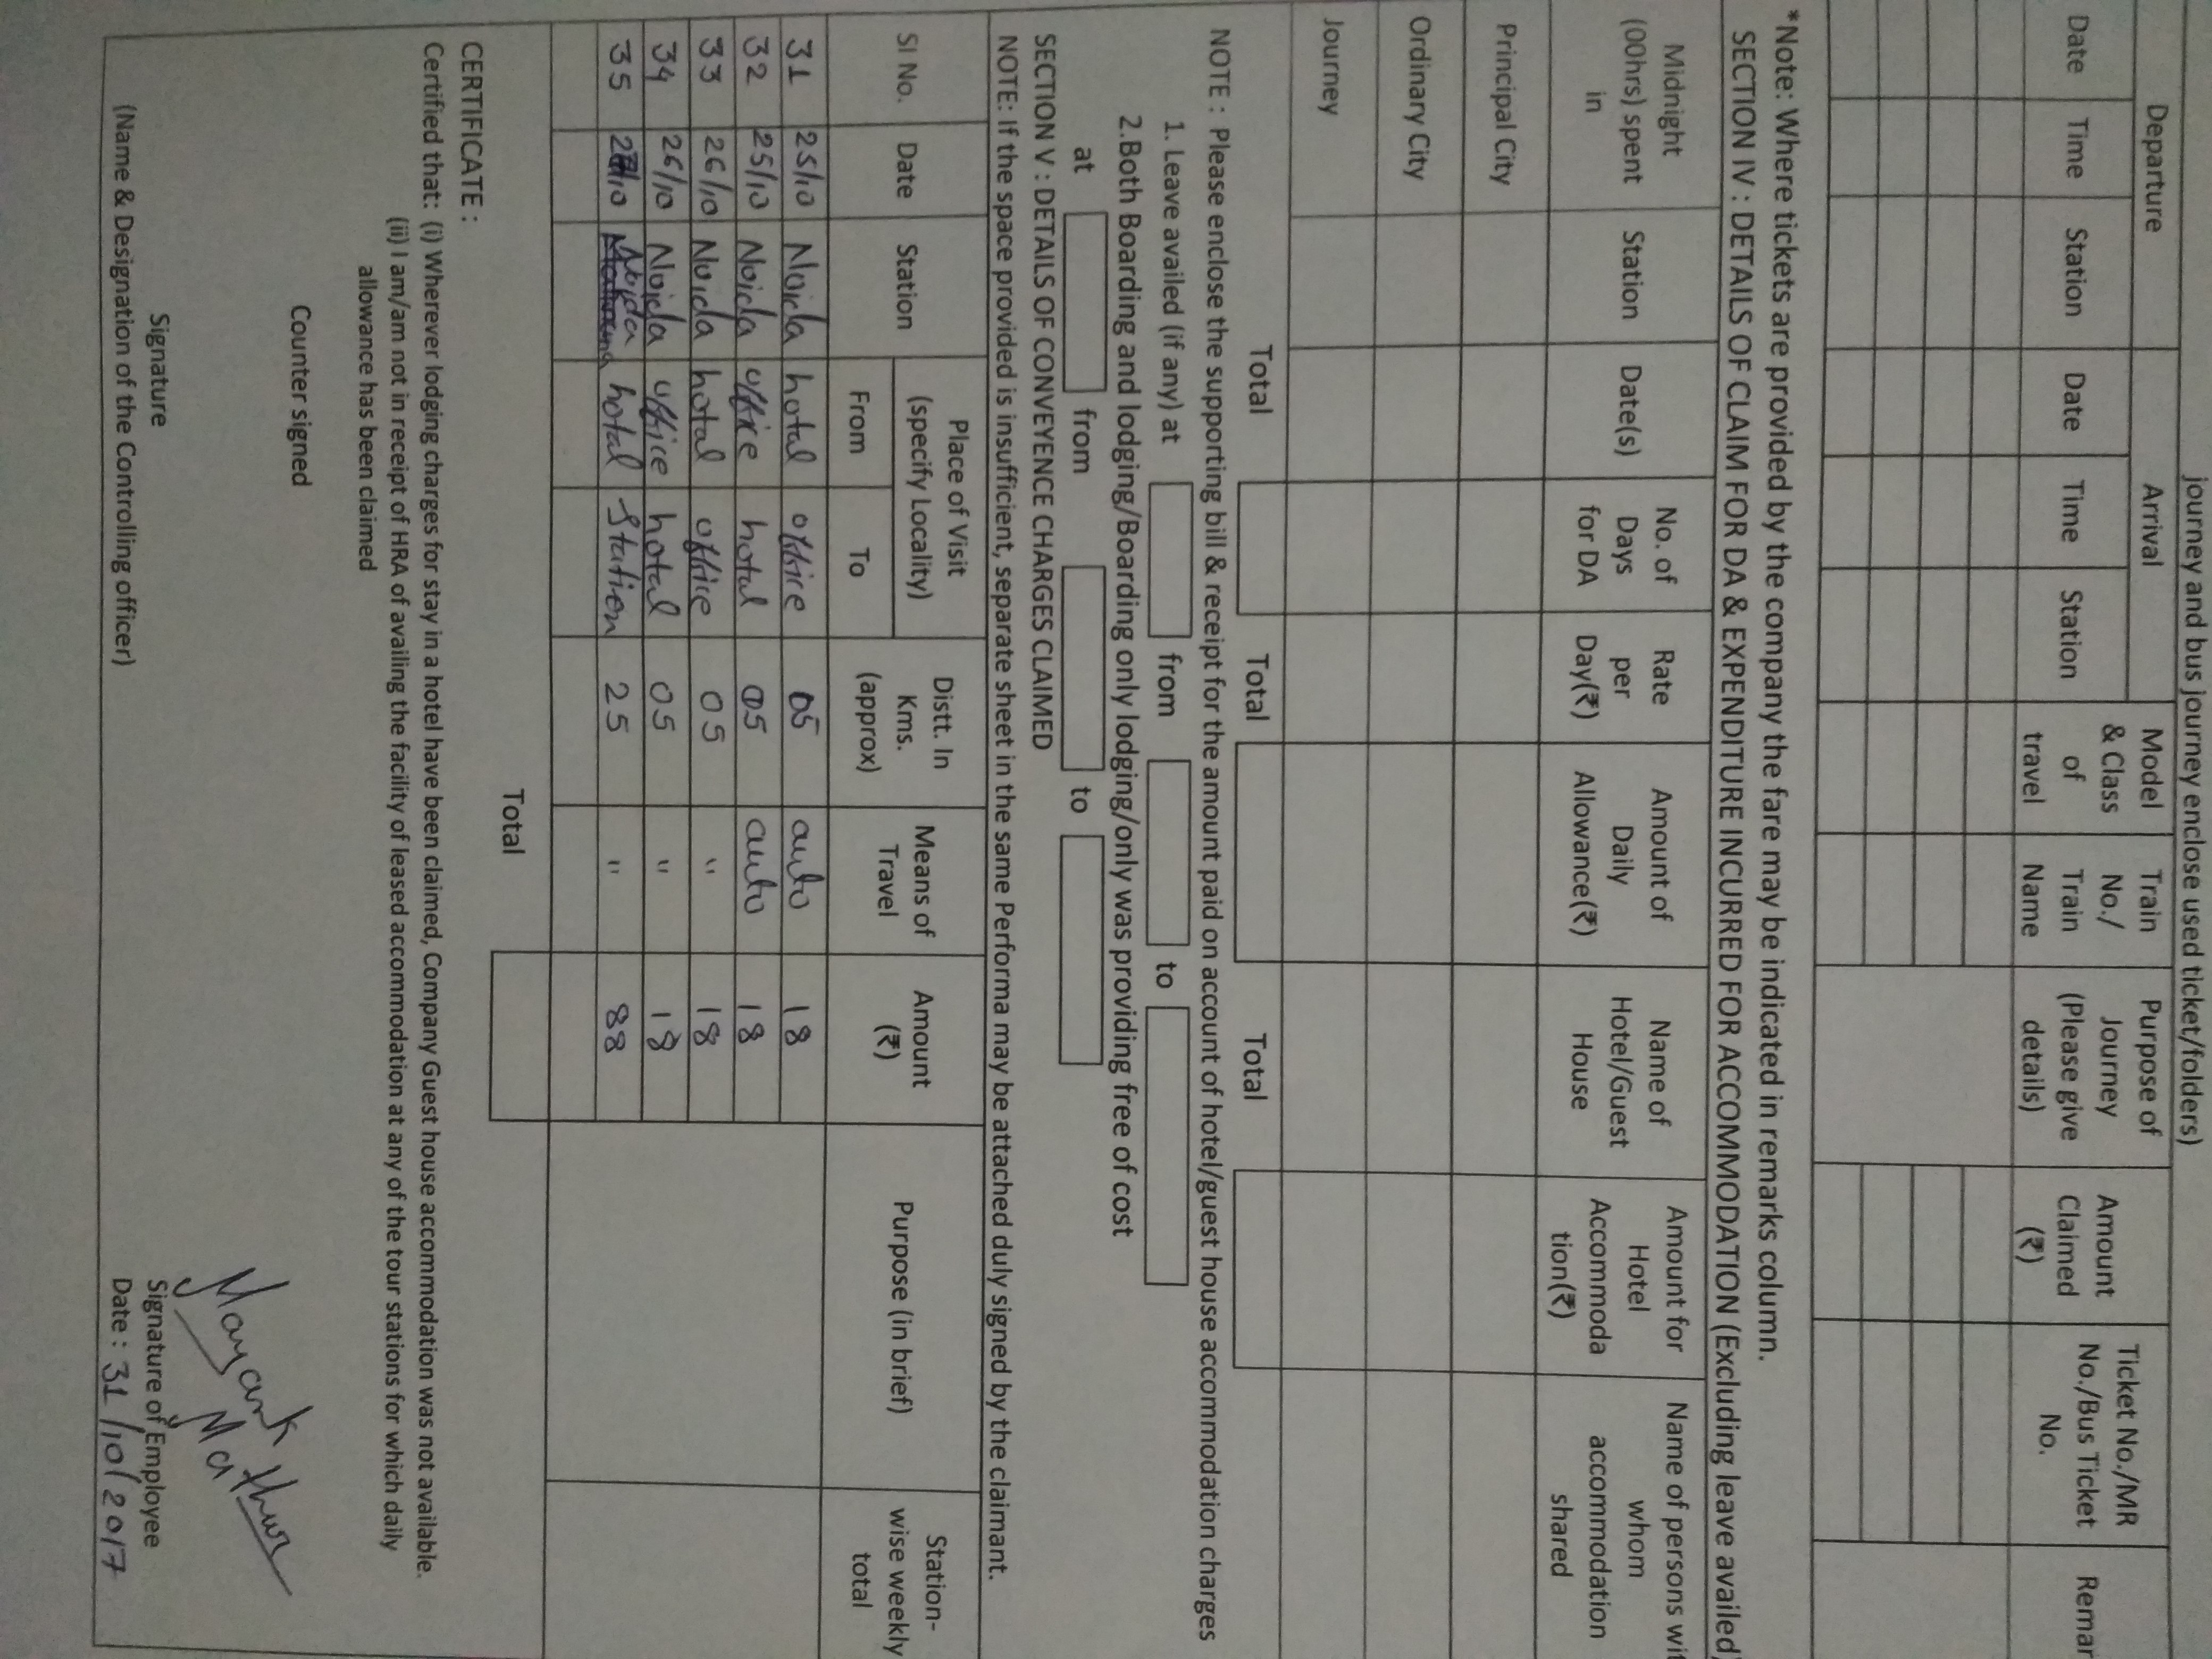 journey and bus journey enclose used ticket/folders)
Departure Arrival Model & Class of travel Train No./ Train Name Purpose of Journey (Please give details) Amount Claimed (₹) Ticket No./MR No./Bus Ticket No. Remar
Date Time Station Date Time Station
*Note: Where tickets are provided by the company the fare may be indicated in remarks column.
SECTION IV : DETAILS OF CLAIM FOR DA & EXPENDITURE INCURRED FOR ACCOMMODATION (Excluding leave availed)
Midnight (00hrs) spent in Station Date(s) No. of Days for DA Rate per Day(₹) Amount of Daily Allowance(₹) Name of Hotel/Guest House Amount for Hotel Accommoda tion(₹) Name of persons wit whom accommodation shared
Principal City
Ordinary City
Journey
Total Total Total
NOTE : Please enclose the supporting bill & receipt for the amount paid on account of hotel/guest house accommodation charges
1. Leave availed (if any) at from to
2.Both Boarding and lodging/Boarding only lodging/only was providing free of cost
at from to
SECTION V : DETAILS OF CONVEYENCE CHARGES CLAIMED
NOTE: If the space provided is insufficient, separate sheet in the same Performa may be attached duly signed by the claimant.
SI No. Date Station Place of Visit (specify Locality) Distt. In Kms. (approx) Means of Travel Amount (₹) Purpose (in brief) Station- wise weekly total
From To
31 25/10 Noida hotal office 05 auto 18
32 25/10 Noida office hotal 05 auto 18
33 26/10 Noida hotal office 05 " 18
34 26/10 Noida office hotal 05 " 18
35 27/10 Noida hotal Station 25 " 88
Total
CERTIFICATE :
Certified that: (i) Wherever lodging charges for stay in a hotel have been claimed, Company Guest house accommodation was not available.
(ii) I am/am not in receipt of HRA of availing the facility of leased accommodation at any of the tour stations for which daily
allowance has been claimed
Counter signed
Mayank Mathur
Signature Signature of Employee
(Name & Designation of the Controlling officer) Date : 31/10/2017